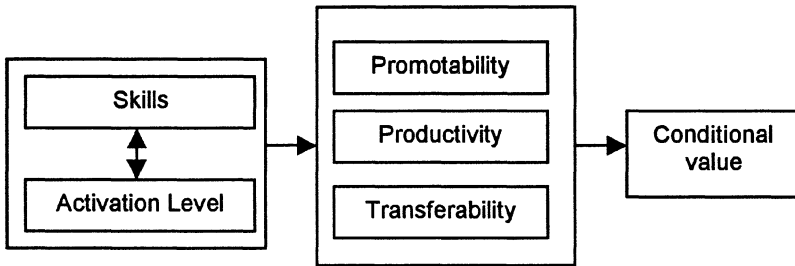 Skills
Activation Level
Promotability
Productivity
Transferability
Conditional
value